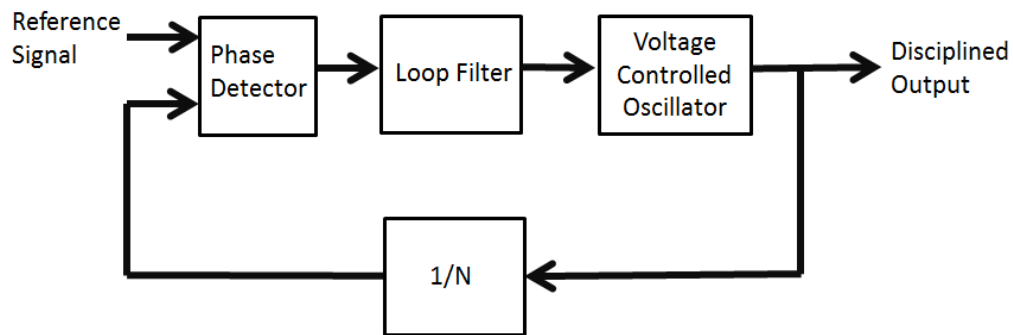 Reference
Signal
Phase
Detector
Loop Filter
Voltage
Controlled
Oscillator
Disciplined
Output
1/N